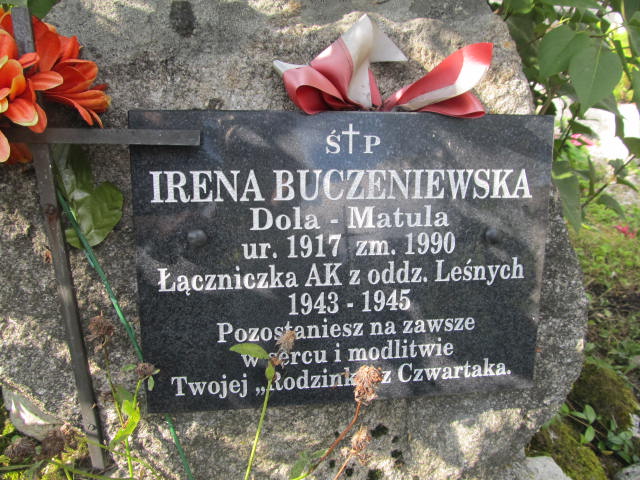 Ś†P
IRENA BUCZENIEWSKA
Dola - Matula
ur. 1917 zm. 1990
Łączniczka AK z oddz. Leśnych
1943 - 1945
Pozostaniesz na zawsze
w sercu i modlitwie
Twojej „Rodzinki z Czwartaka.